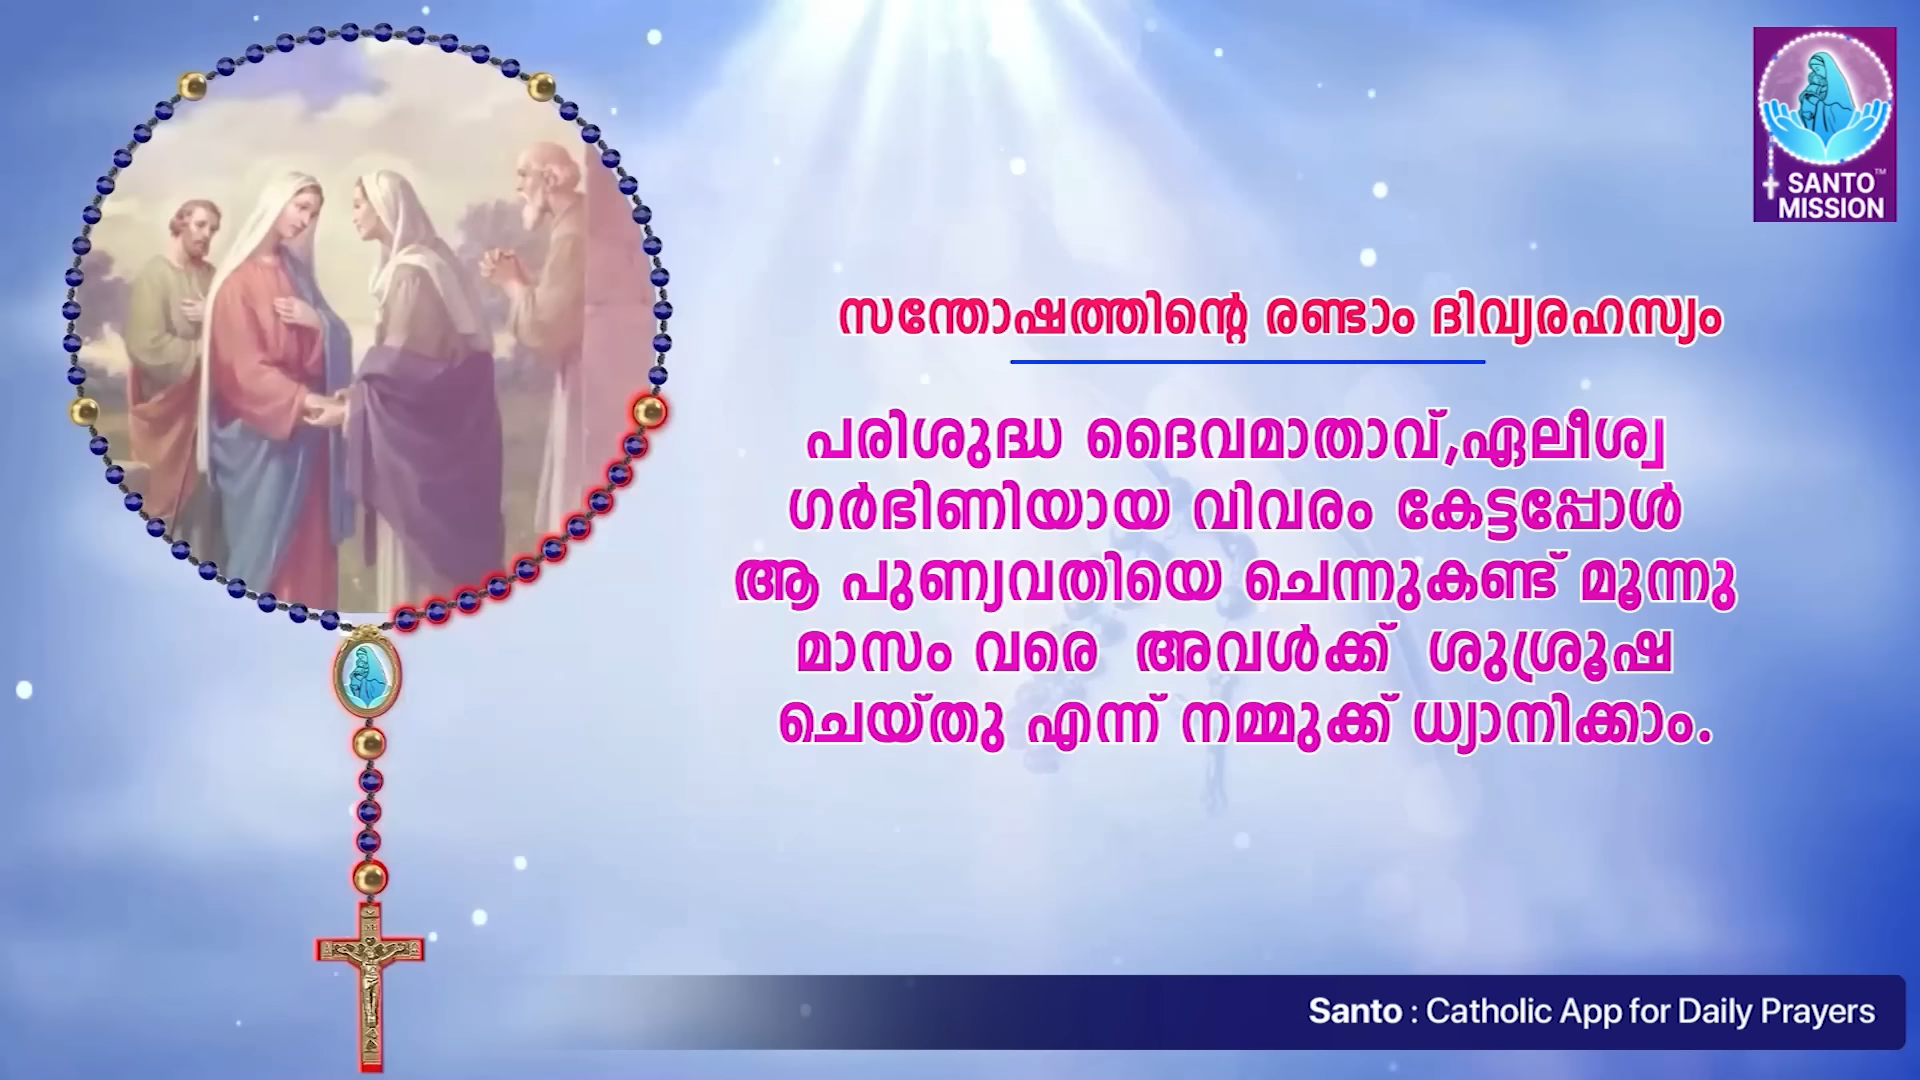 SANTO™
MISSION
സന്തോഷത്തിന്റെ രണ്ടാം ദിവ്യരഹസ്യം
പരിശുദ്ധ ദൈവമാതാവ്,ഏലീശ്വ
ഗർഭിണിയായ വിവരം കേട്ടപ്പോൾ
ആ പുണ്യവതിയെ ചെന്നുകണ്ട് മൂന്നു
മാസം വരെ അവൾക്ക് ശുശ്രൂഷ
ചെയ്തു എന്ന് നമ്മുക്ക് ധ്യാനിക്കാം.
Santo : Catholic App for Daily Prayers